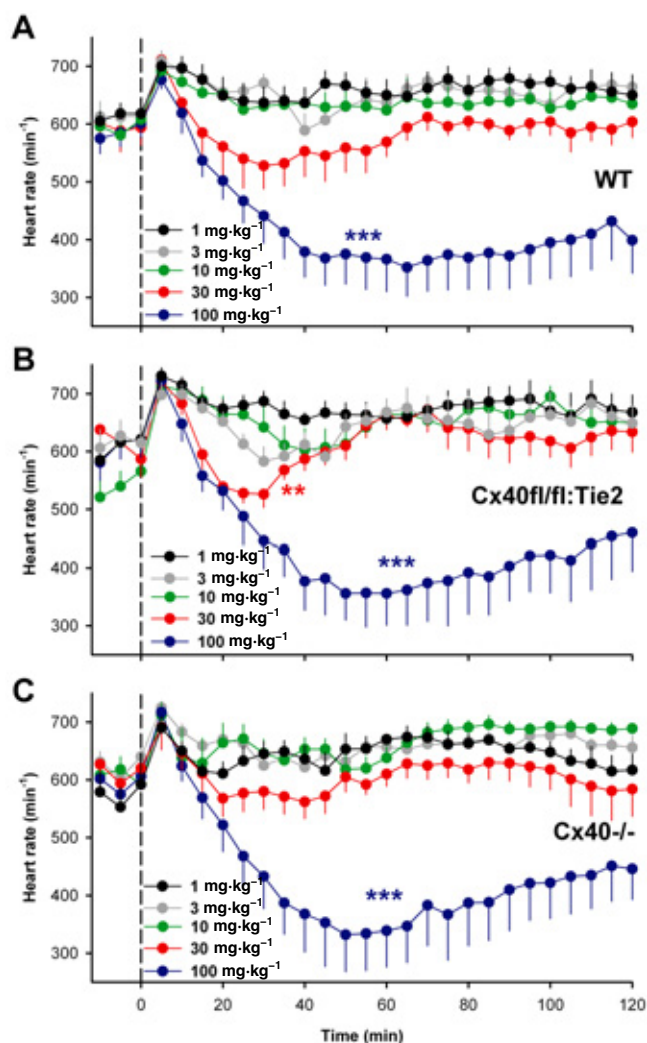 A
700
600
500
400
300
Heart rate (min⁻¹)
WT
***
1 mg·kg⁻¹
3 mg·kg⁻¹
10 mg·kg⁻¹
30 mg·kg⁻¹
100 mg·kg⁻¹
B
700
600
500
400
300
Heart rate (min⁻¹)
**
Cx40fl/fl:Tie2
***
1 mg·kg⁻¹
3 mg·kg⁻¹
10 mg·kg⁻¹
30 mg·kg⁻¹
100 mg·kg⁻¹
C
700
600
500
400
300
Heart rate (min⁻¹)
Cx40-/-
***
1 mg·kg⁻¹
3 mg·kg⁻¹
10 mg·kg⁻¹
30 mg·kg⁻¹
100 mg·kg⁻¹
0 20 40 60 80 100 120
Time (min)